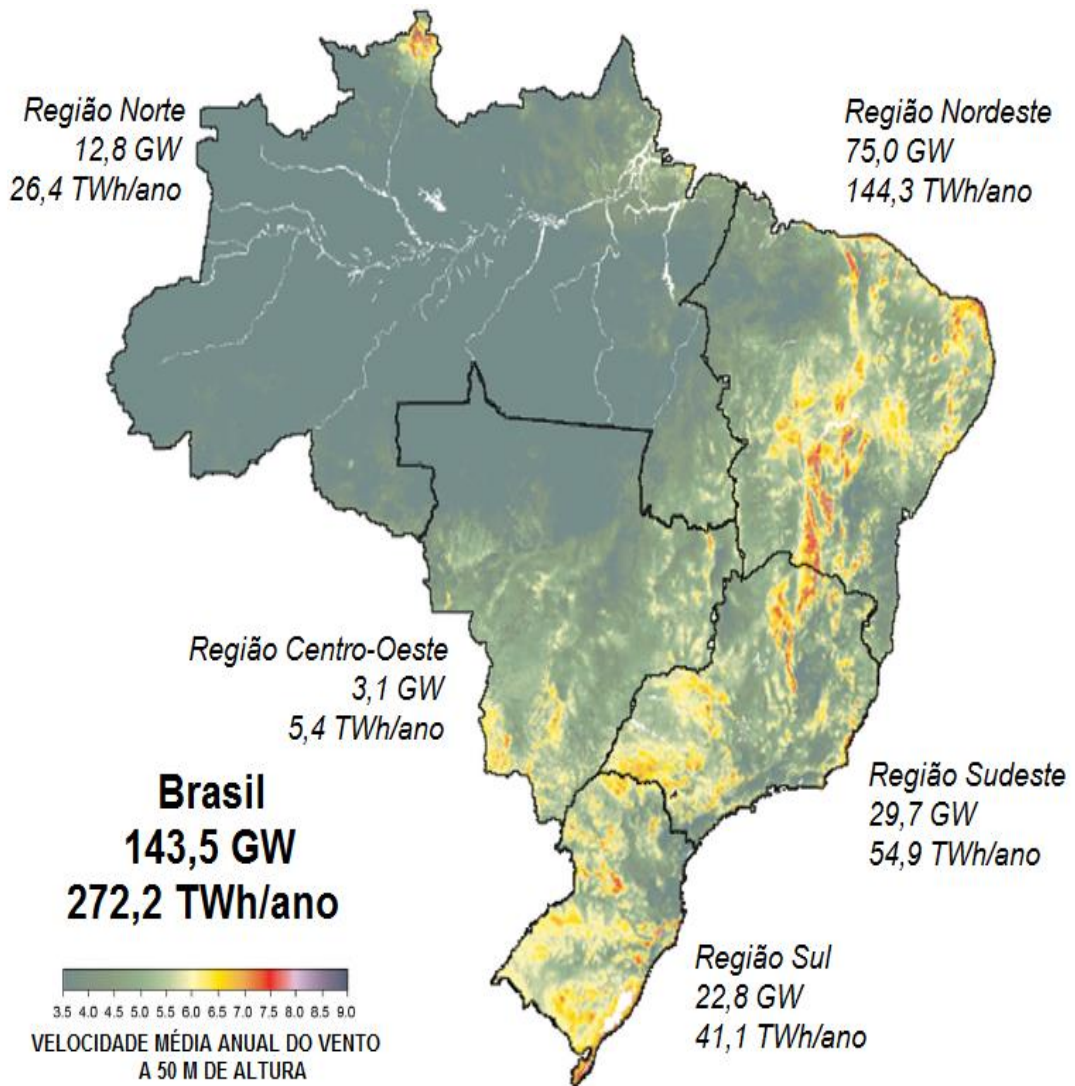 Região Norte
12,8 GW
26,4 TWh/ano
Região Nordeste
75,0 GW
144,3 TWh/ano
Região Centro-Oeste
3,1 GW
5,4 TWh/ano
Brasil
143,5 GW
272,2 TWh/ano
Região Sudeste
29,7 GW
54,9 TWh/ano
Região Sul
22,8 GW
41,1 TWh/ano
3.5 4.0 4.5 5.0 5.5 6.0 6.5 7.0 7.5 8.0 8.5 9.0
VELOCIDADE MÉDIA ANUAL DO VENTO
A 50 M DE ALTURA